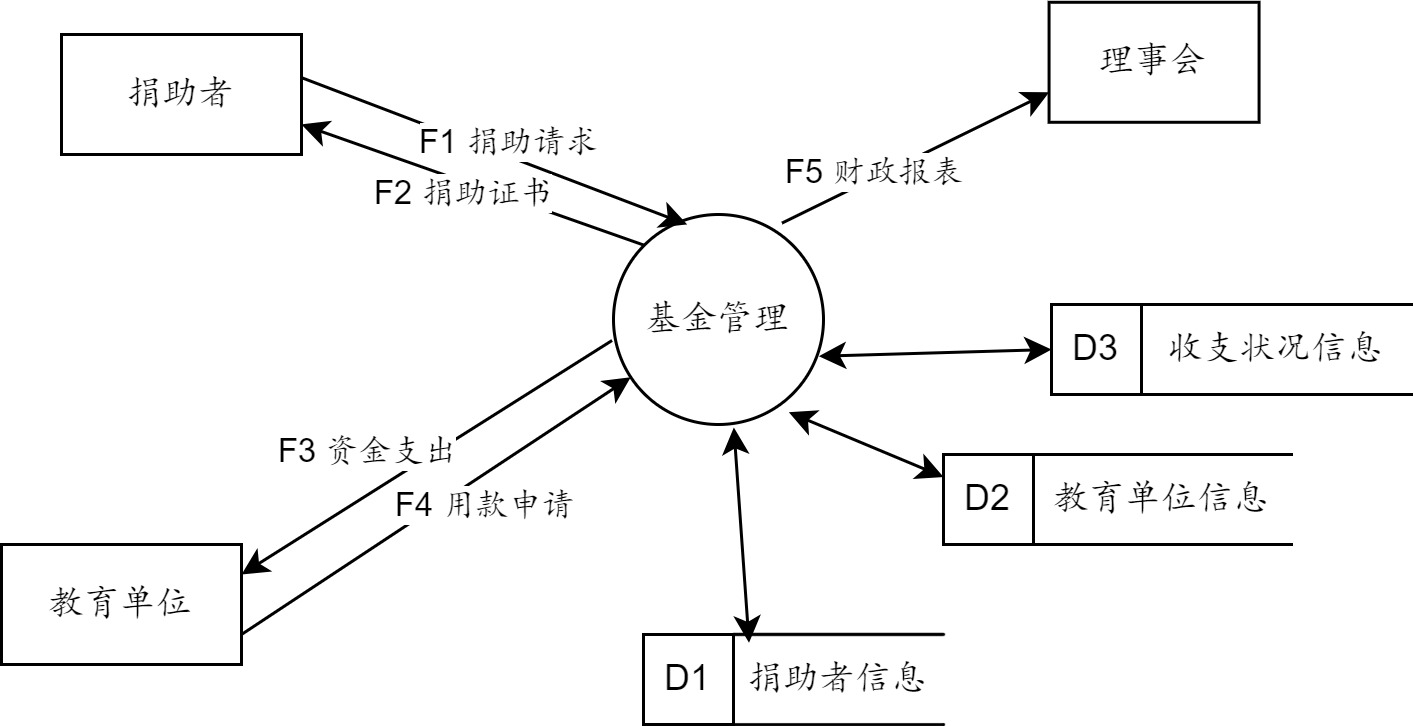 捐助者
理事会
F1 捐助请求
F2 捐助证书
F5 财政报表
基金管理
D3 收支状况信息
F3 资金支出
F4 用款申请
D2 教育单位信息
教育单位
D1 捐助者信息